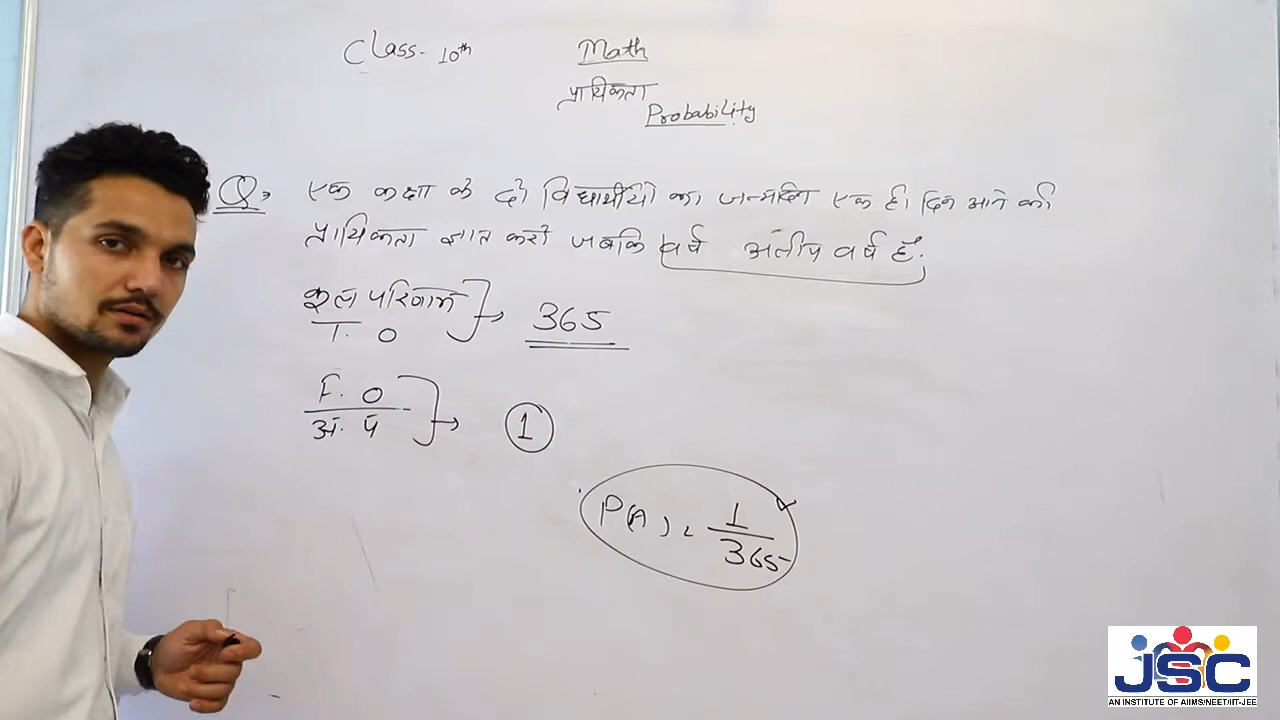 Class- 10th
Math
प्रायिकता
Probability
Q⇒ एक कक्षा के दो विद्यार्थीयों का जन्मदिन एक ही दिन आने की
प्रायिकता ज्ञात करो जबकि वर्ष अलीप वर्ष है.
कुल परिणाम
T. O → 365
F. O
अ. प → 1
P(A) = 1/365
JSC
AN INSTITUTE OF AIIMS/NEET/IIT-JEE